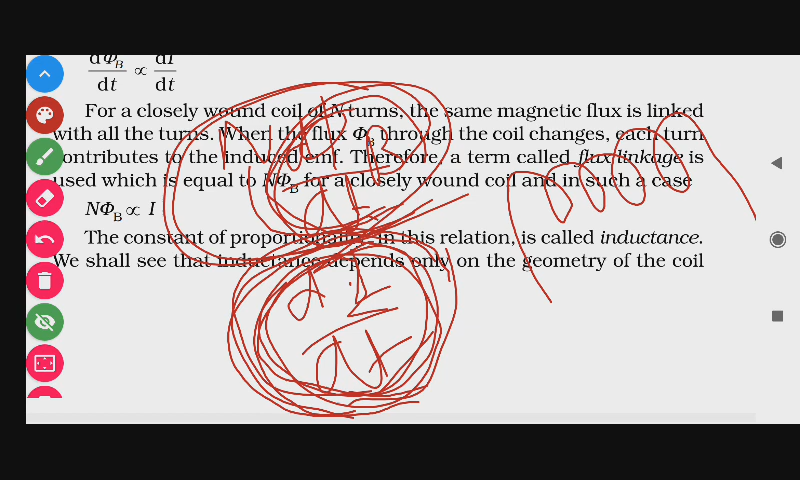 dΦB/dt ∝ dI/dt
For a closely wound coil of N turns, the same magnetic flux is linked
with all the turns. When the flux ΦB through the coil changes, each turn
contributes to the induced emf. Therefore, a term called flux linkage is
used which is equal to NΦB for a closely wound coil and in such a case
NΦB ∝ I
The constant of proportionality, in this relation, is called inductance.
We shall see that inductance depends only on the geometry of the coil